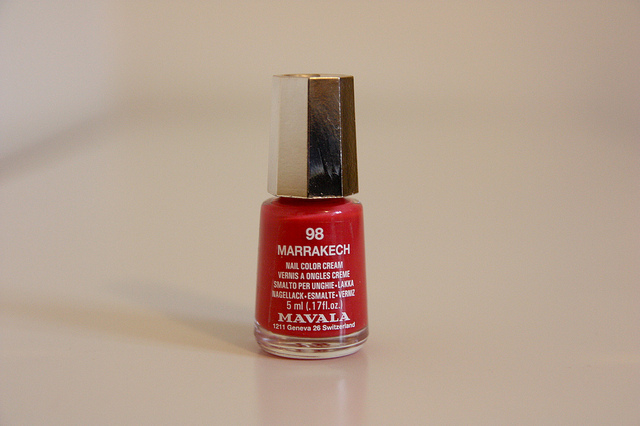 98
MARRAKECH
NAIL COLOR CREAM
VERNIS A ONGLES CRÈME
SMALTO PER UNGHIE•LAKKA
NAGELLACK•ESMALTE•VERNIZ
5 ml (.17fl.oz.)
MAVALA
1211 Geneva 26 Switzerland